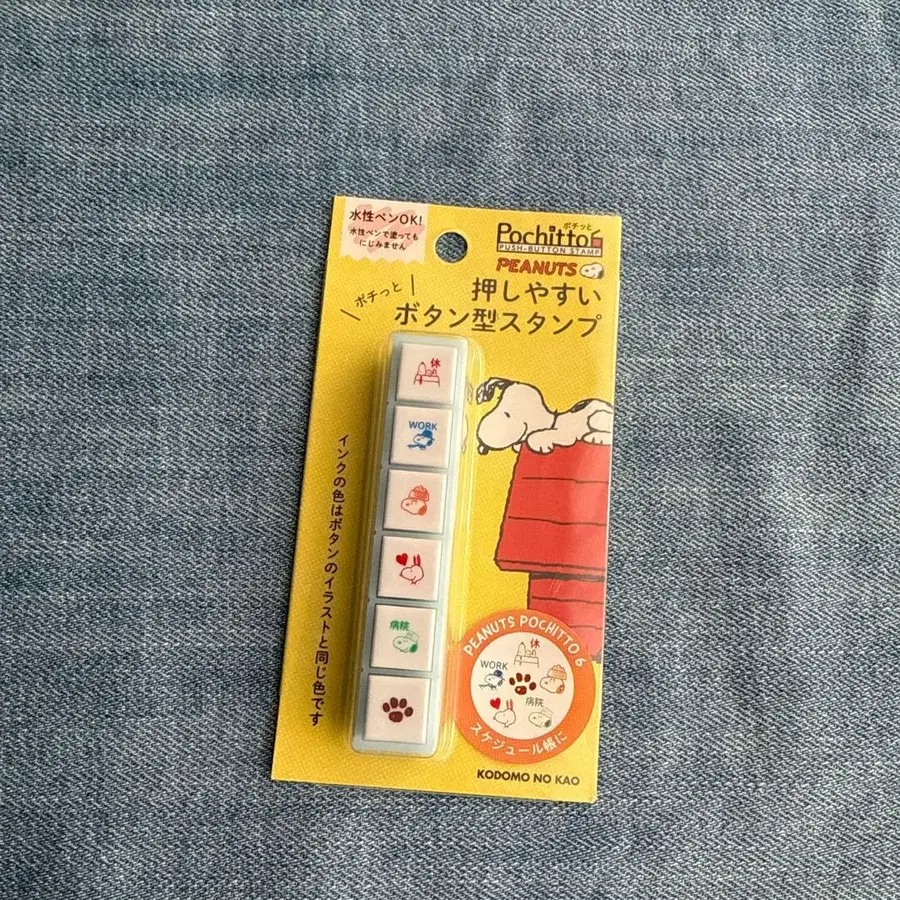 水性ペンOK!
水性ペンで塗っても
にじみません
ポチっと
Pochitto6
PUSH-BUTTON STAMP
PEANUTS
ポチっと
押しやすい
ボタン型スタンプ
休
WORK
病院
インクの色はボタンのイラストと同じ色です
PEANUTS POCHITTO 6
休
WORK
病院
スケジュール帳に
KODOMO NO KAO